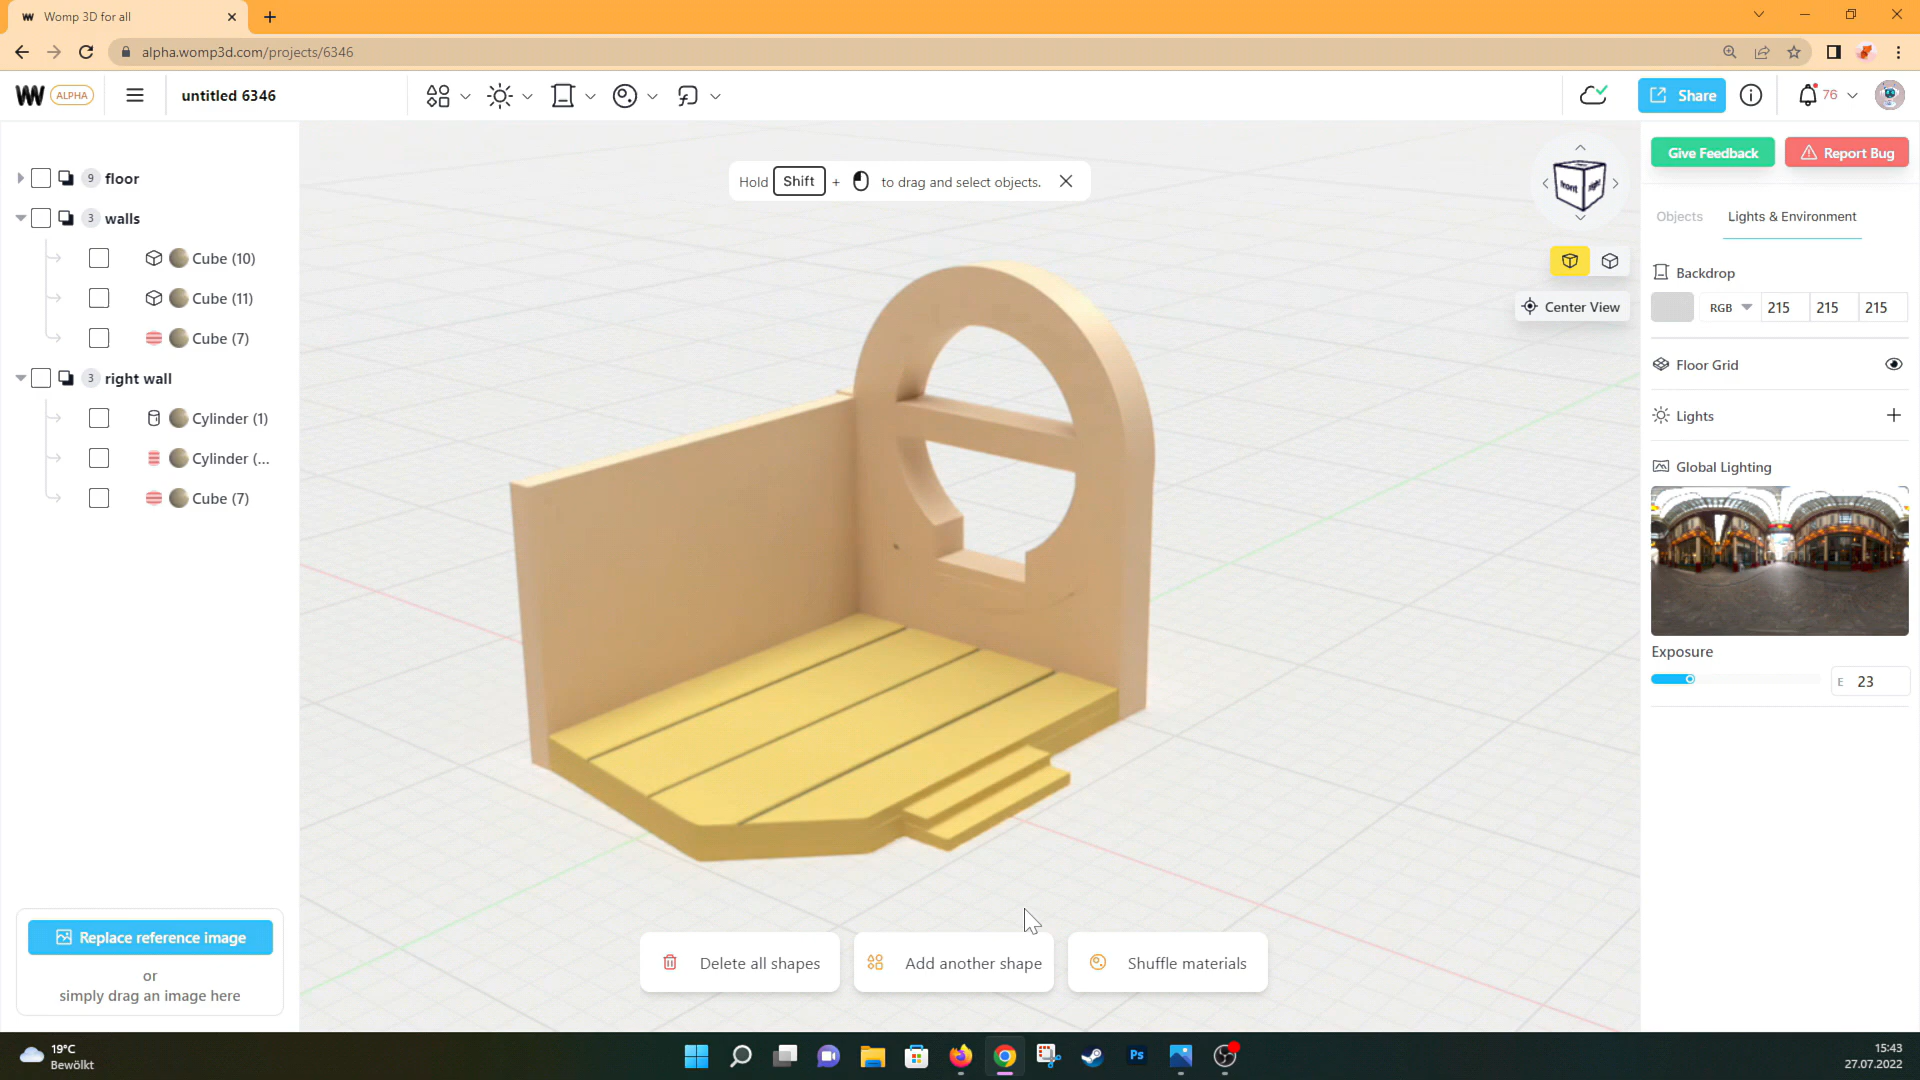 Womp 3D for all
alpha.womp3d.com/projects/6346
ALPHA
untitled 6346
Share
76
9 floor
3 walls
Cube (10)
Cube (11)
Cube (7)
3 right wall
Cylinder (1)
Cylinder (...
Cube (7)
Hold Shift + to drag and select objects.
front right
Center View
Give Feedback
Report Bug
Objects
Lights & Environment
Backdrop
RGB 215 215 215
Floor Grid
Lights
Global Lighting
Exposure
E 23
Replace reference image
or
simply drag an image here
Delete all shapes
Add another shape
Shuffle materials
19°C
Bewölkt
Ps
15:43
27.07.2022